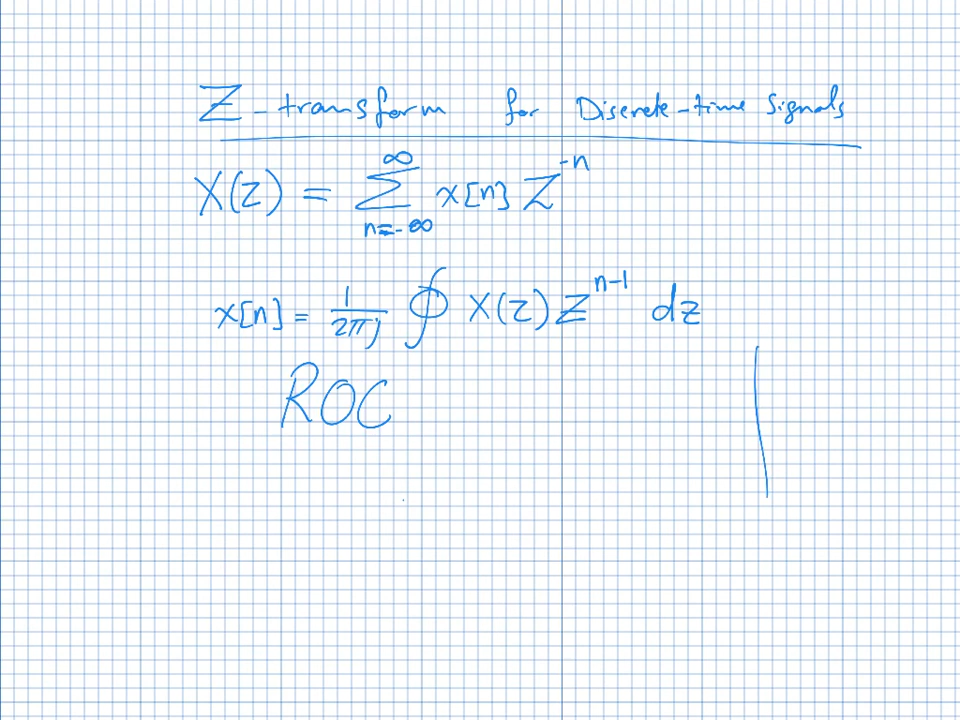 Z-transform for Discrete-time Signals
X(z) = ∑_{n=-∞}^{∞} x[n] Z^{-n}
x[n] = 1/(2πj) ∮ X(z) Z^{n-1} dz
ROC